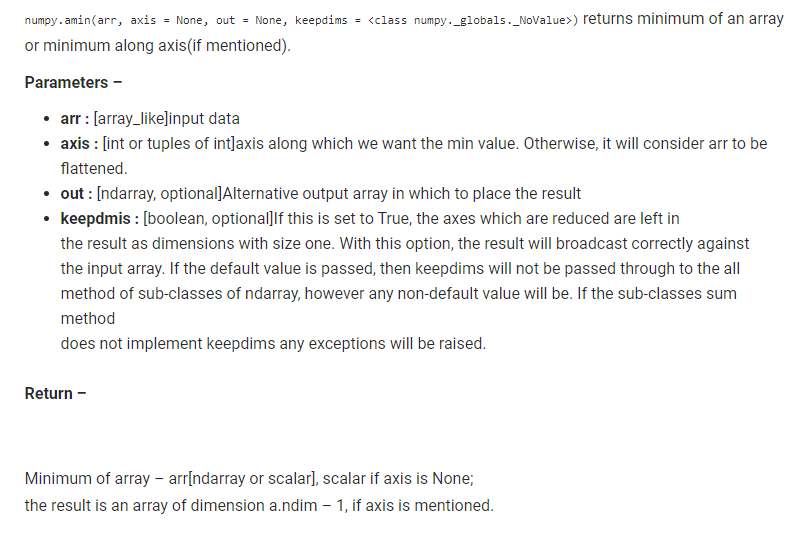 numpy.amin(arr, axis = None, out = None, keepdims = <class numpy._globals._NoValue>) returns minimum of an array
or minimum along axis(if mentioned).
Parameters –
• arr : [array_like]input data
• axis : [int or tuples of int]axis along which we want the min value. Otherwise, it will consider arr to be
flattened.
• out : [ndarray, optional]Alternative output array in which to place the result
• keepdmis : [boolean, optional]If this is set to True, the axes which are reduced are left in
the result as dimensions with size one. With this option, the result will broadcast correctly against
the input array. If the default value is passed, then keepdims will not be passed through to the all
method of sub-classes of ndarray, however any non-default value will be. If the sub-classes sum
method
does not implement keepdims any exceptions will be raised.
Return –
Minimum of array – arr[ndarray or scalar], scalar if axis is None;
the result is an array of dimension a.ndim – 1, if axis is mentioned.